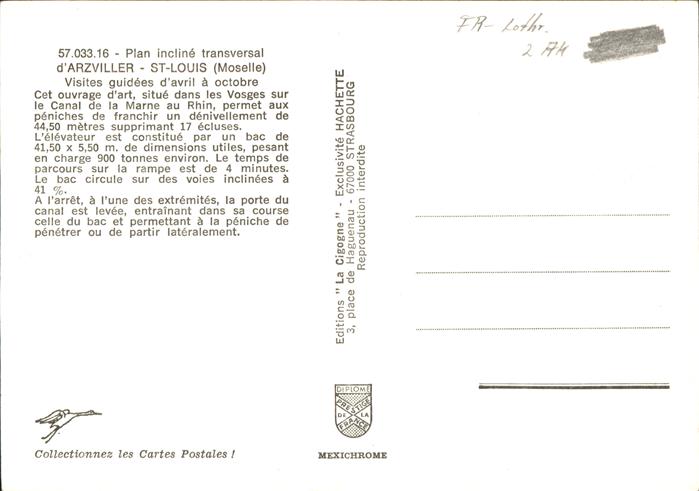 FR- Lothr.
2 AK
57.033.16 - Plan incliné transversal
d'ARZVILLER - ST-LOUIS (Moselle)
Visites guidées d'avril à octobre
Cet ouvrage d'art, situé dans les Vosges sur
le Canal de la Marne au Rhin, permet aux
péniches de franchir un dénivellement de
44,50 mètres supprimant 17 écluses.
L'élévateur est constitué par un bac de
41,50 x 5,50 m. de dimensions utiles, pesant
en charge 900 tonnes environ. Le temps de
parcours sur la rampe est de 4 minutes.
Le bac circule sur des voies inclinées à
41 %.
A l'arrêt, à l'une des extrémités, la porte du
canal est levée, entraînant dans sa course
celle du bac et permettant à la péniche de
pénétrer ou de partir latéralement.
Editions "La Cigogne" - Exclusivité HACHETTE
3, place de Haguenau - 67000 STRASBOURG
Reproduction interdite
DIPLOME
PRESTIGE
DE LA
FRANCE
Collectionnez les Cartes Postales !
MEXICHROME